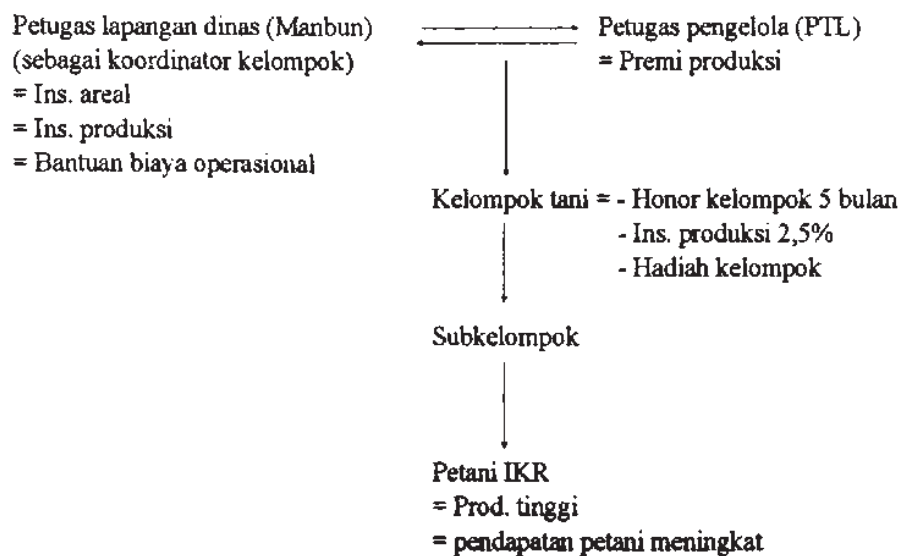 Petugas lapangan dinas (Manbun)
(sebagai koordinator kelompok)
= Ins. areal
= Ins. produksi
= Bantuan biaya operasional
Petugas pengelola (PTL)
= Premi produksi
Kelompok tani = - Honor kelompok 5 bulan
- Ins. produksi 2,5%
- Hadiah kelompok
Subkelompok
Petani IKR
= Prod. tinggi
= pendapatan petani meningkat